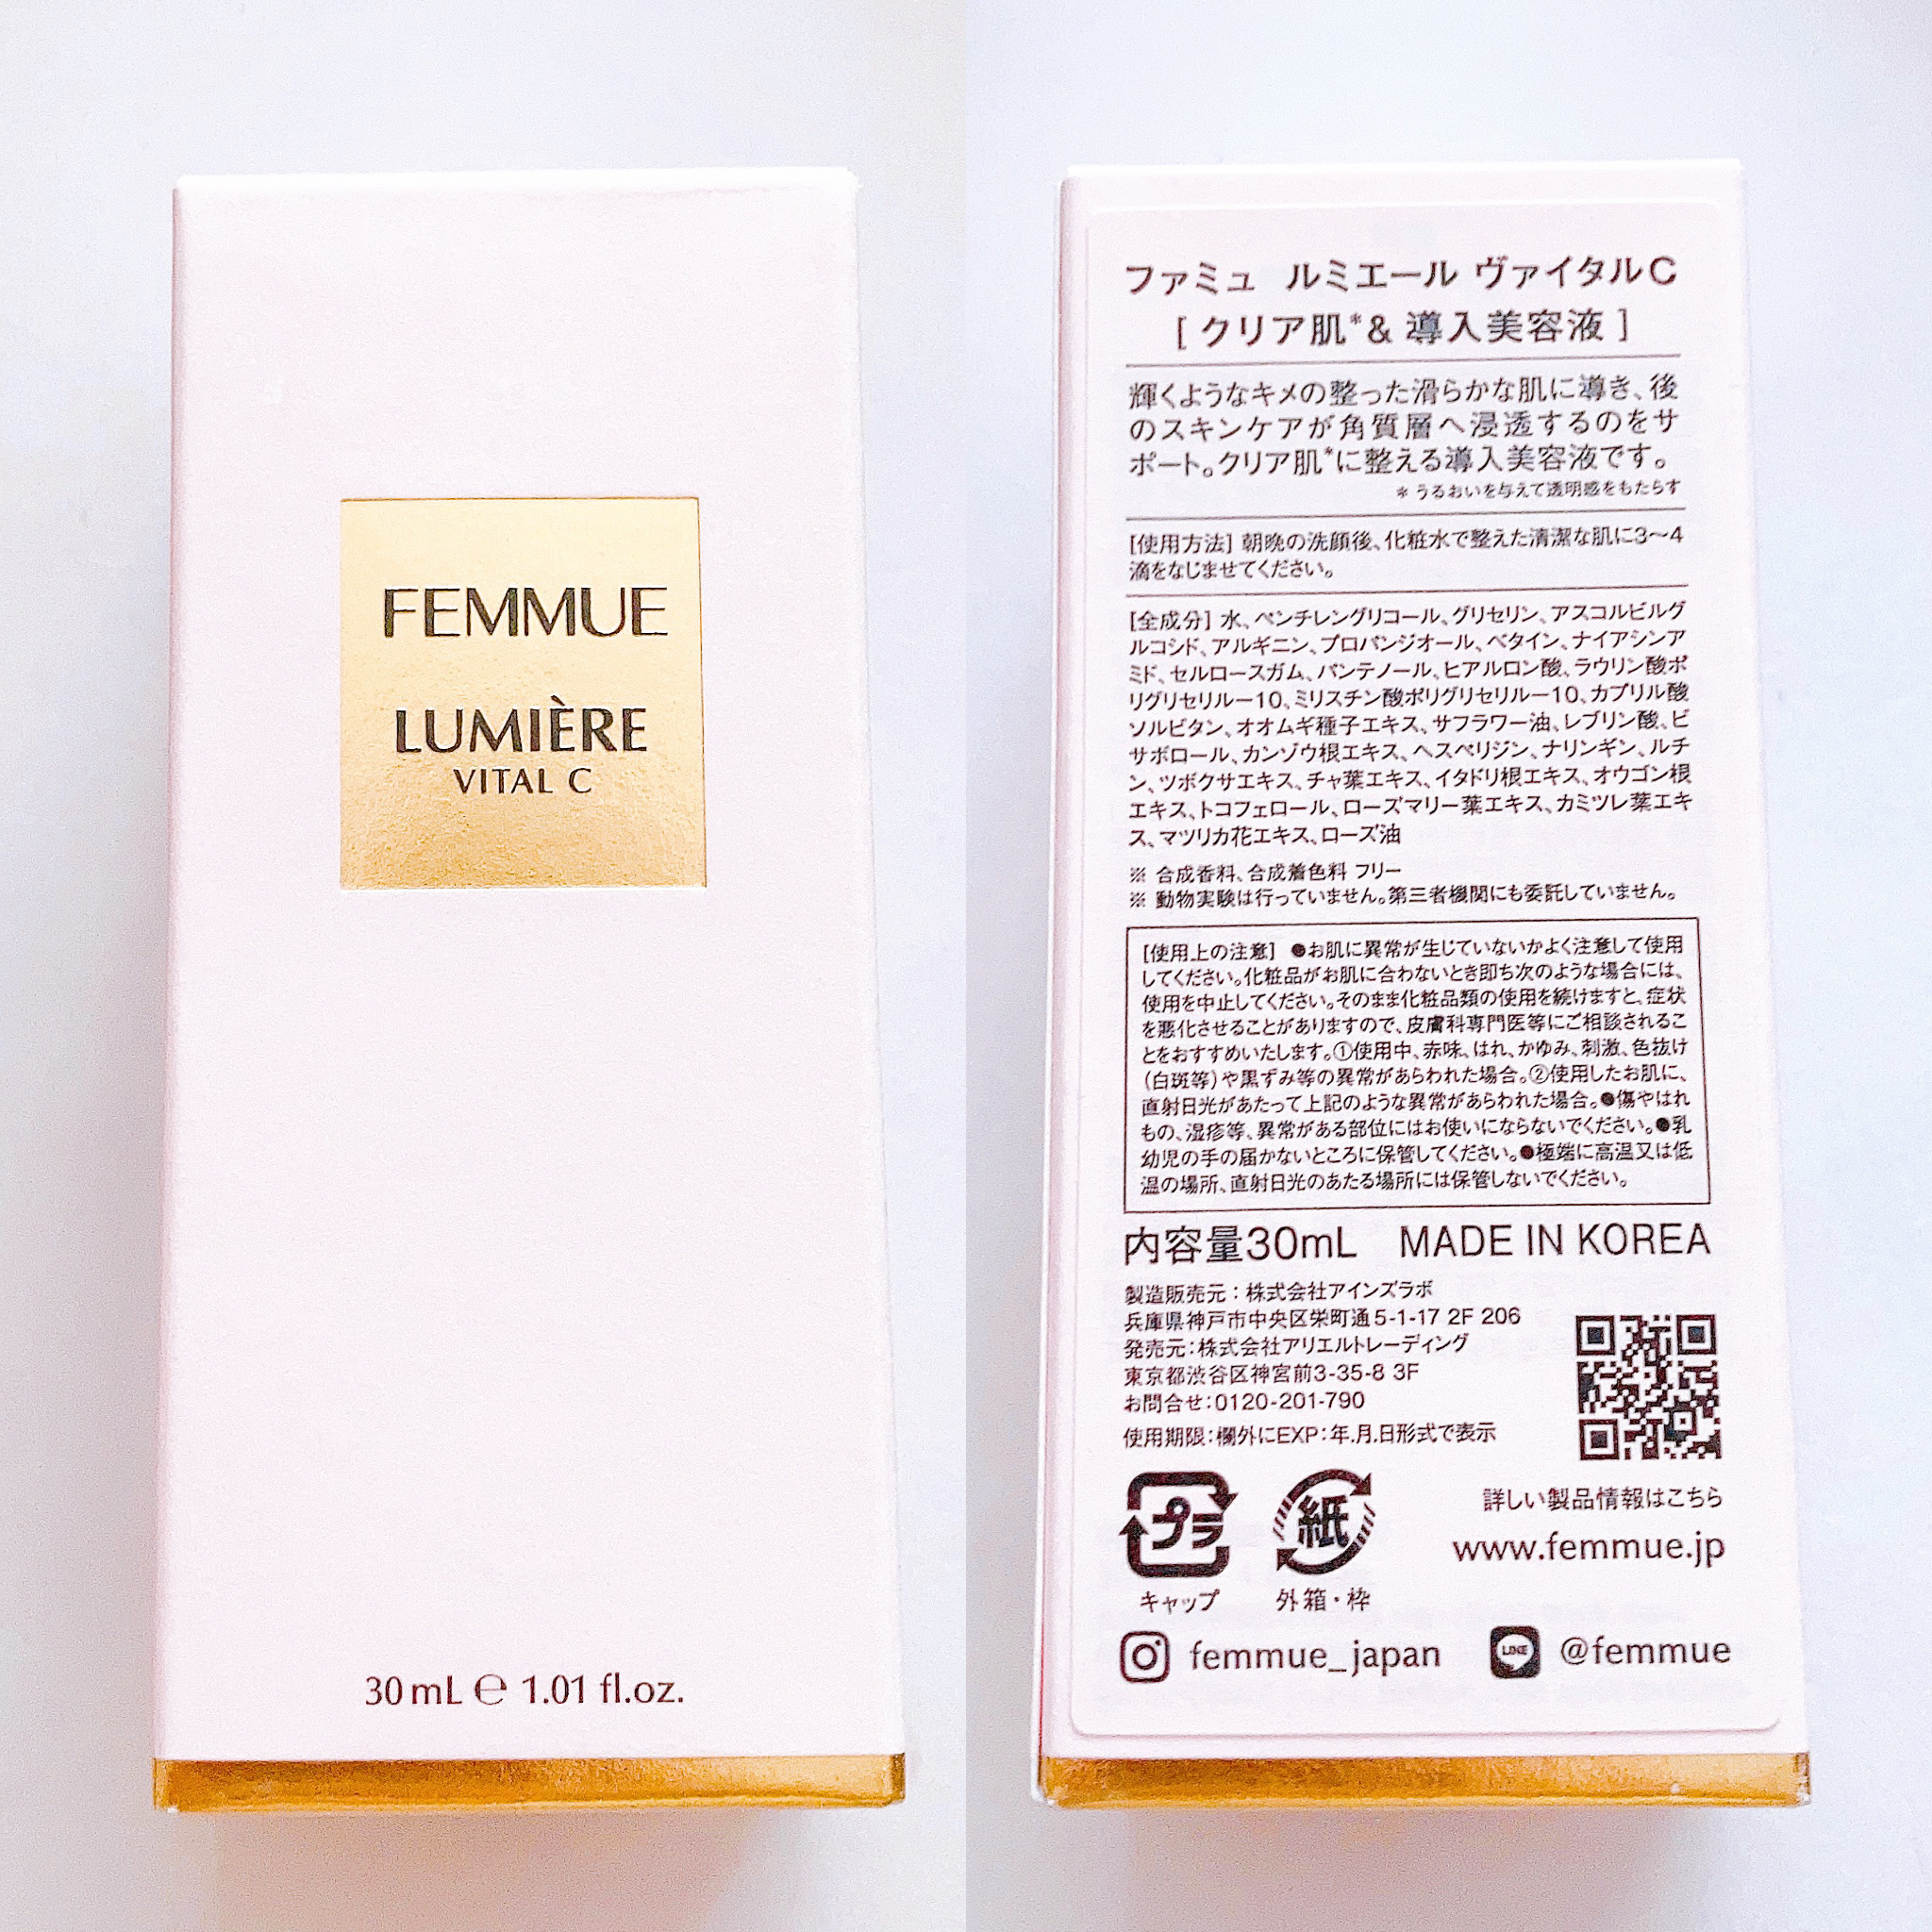 FEMMUE
LUMIÈRE
VITAL C
30 mL ℮ 1.01 fl.oz.
ファミュ ルミエール ヴァイタルC
[ クリア肌*& 導入美容液 ]
輝くようなキメの整った滑らかな肌に導き、後
のスキンケアが角質層へ浸透するのをサ
ポート。クリア肌*に整える導入美容液です。
* うるおいを与えて透明感をもたらす
[使用方法] 朝晩の洗顔後、化粧水で整えた清潔な肌に3〜4
滴をなじませてください。
[全成分] 水、ペンチレングリコール、グリセリン、アスコルビルグ
ルコシド、アルギニン、プロパンジオール、ベタイン、ナイアシンア
ミド、セルロースガム、パンテノール、ヒアルロン酸、ラウリン酸ポ
リグリセリルー10、ミリスチン酸ポリグリセリルー10、カプリル酸
ソルビタン、オオムギ種子エキス、サフラワー油、レブリン酸、ビ
サボロール、カンゾウ根エキス、ヘスペリジン、ナリンギン、ルチ
ン、ツボクサエキス、チャ葉エキス、イタドリ根エキス、オウゴン根
エキス、トコフェロール、ローズマリー葉エキス、カミツレ葉エキ
ス、マツリカ花エキス、ローズ油
※ 合成香料、合成着色料 フリー
※ 動物実験は行っていません。第三者機関にも委託していません。
[使用上の注意] ●お肌に異常が生じていないかよく注意して使用
してください。化粧品がお肌に合わないとき即ち次のような場合には、
使用を中止してください。そのまま化粧品類の使用を続けますと、症状
を悪化させることがありますので、皮膚科専門医等にご相談されるこ
とをおすすめいたします。①使用中、赤味、はれ、かゆみ、刺激、色抜け
(白斑等)や黒ずみ等の異常があらわれた場合。②使用したお肌に、
直射日光があたって上記のような異常があらわれた場合。●傷やはれ
もの、湿疹等、異常がある部位にはお使いにならないでください。●乳
幼児の手の届かないところに保管してください。●極端に高温又は低
温の場所、直射日光のあたる場所には保管しないでください。
内容量30mL MADE IN KOREA
製造販売元：株式会社アインズラボ
兵庫県神戸市中央区栄町通5-1-17 2F 206
発売元：株式会社アリエルトレーディング
東京都渋谷区神宮前3-35-8 3F
お問合せ：0120-201-790
使用期限：欄外にEXP：年.月.日形式で表示
プラ
紙
キャップ
外箱・枠
詳しい製品情報はこちら
www.femmue.jp
femmue_japan
LINE
@femmue